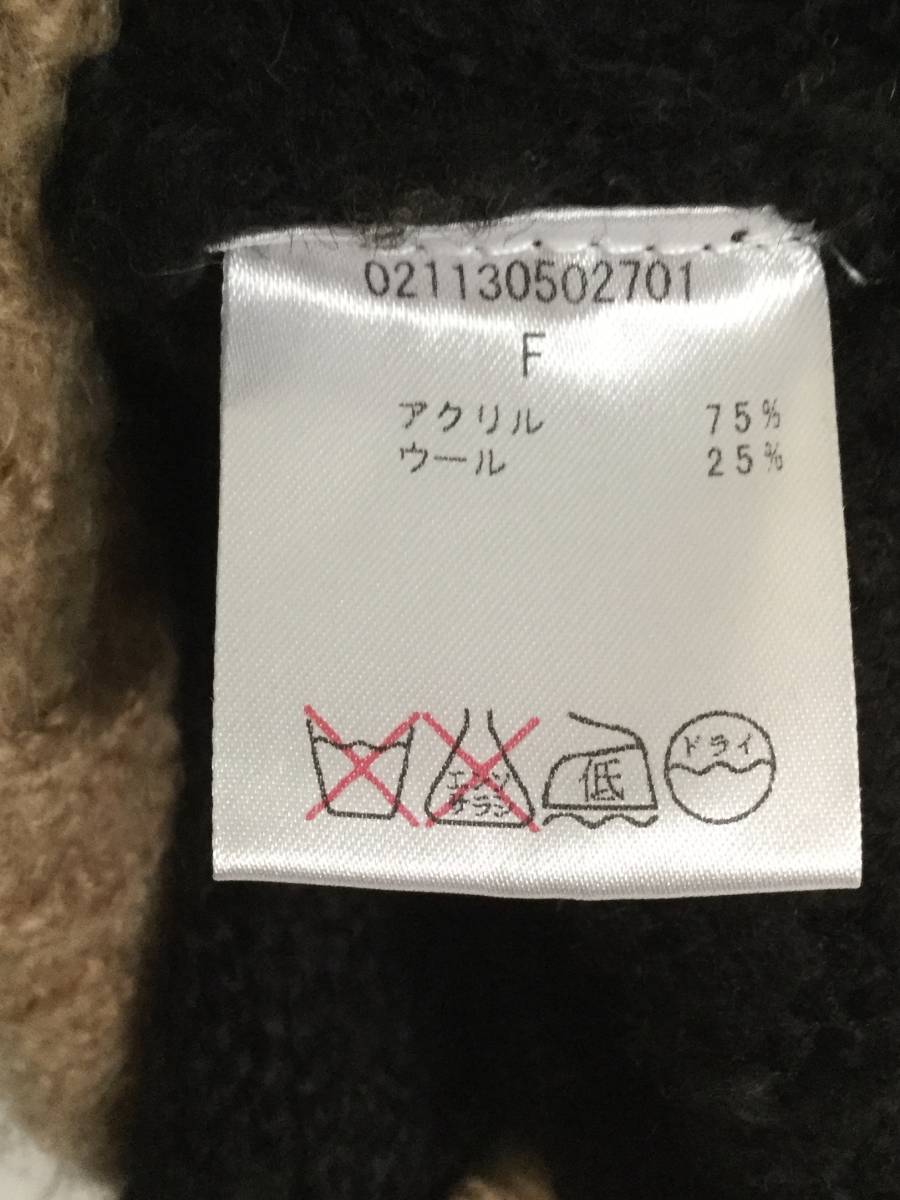 021130502701
F
アクリル 75%
ウール 25%
エンソ
サラシ
低
ドライ